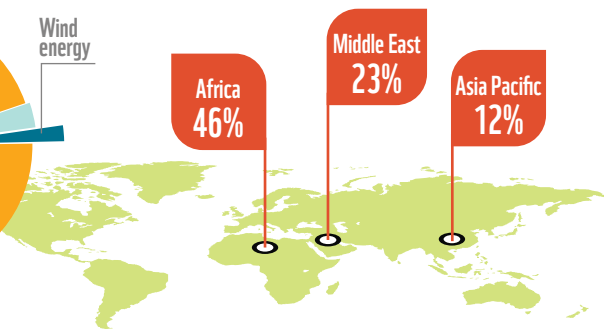 Wind
energy
Africa
46%
Middle East
23%
Asia Pacific
12%